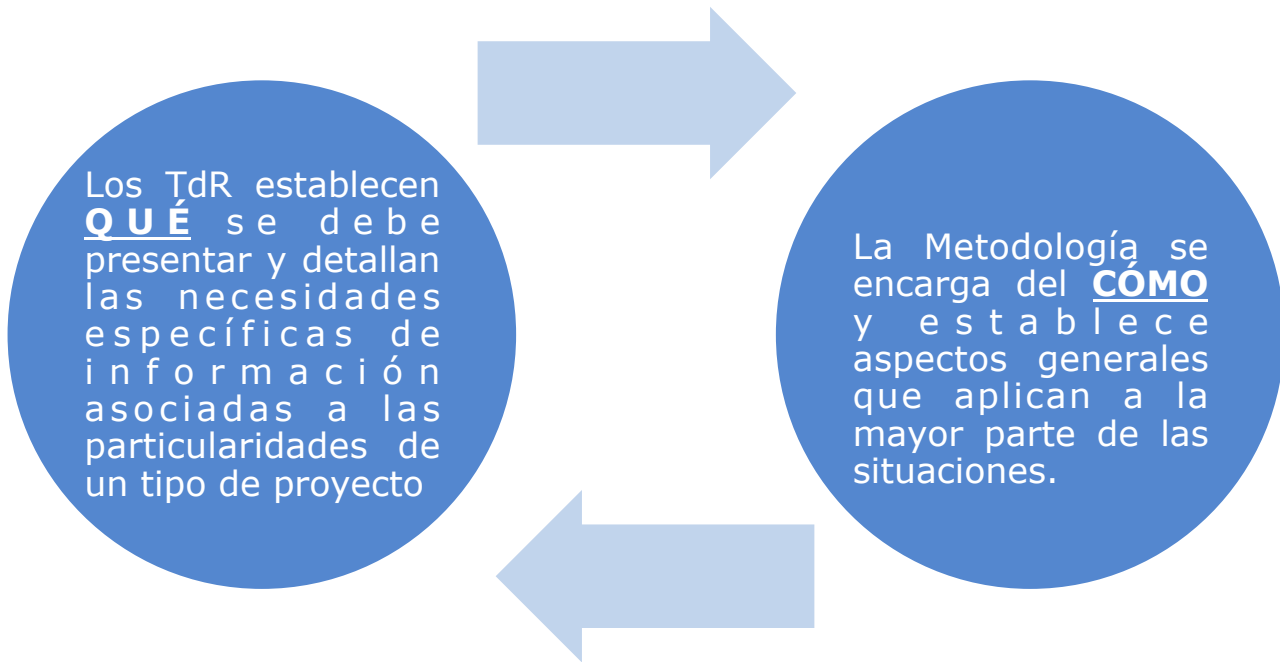 Los TdR establecen
QUÉ se debe
presentar y detallan
las necesidades
específicas de
información
asociadas a las
particularidades de
un tipo de proyecto
La Metodología se
encarga del CÓMO
y establece
aspectos generales
que aplican a la
mayor parte de las
situaciones.